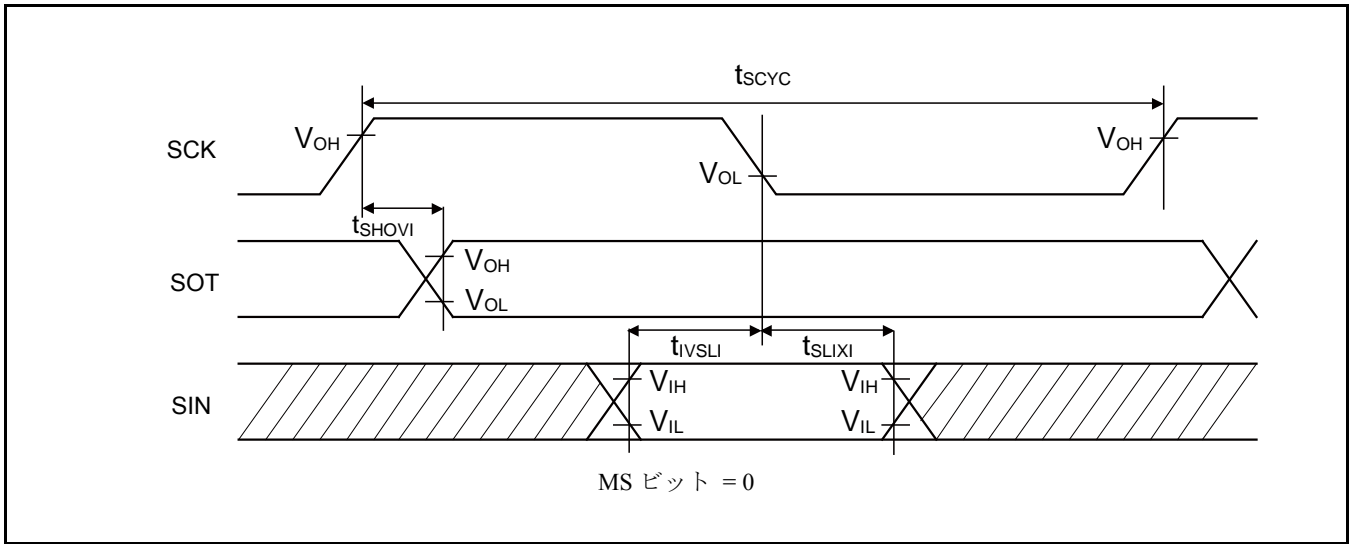 tSCYC
SCK
VOH
VOL
VOH
tSHOVI
SOT
VOH
VOL
tIVSLI
tSLIXI
SIN
VIH
VIL
VIH
VIL
MS ビット = 0